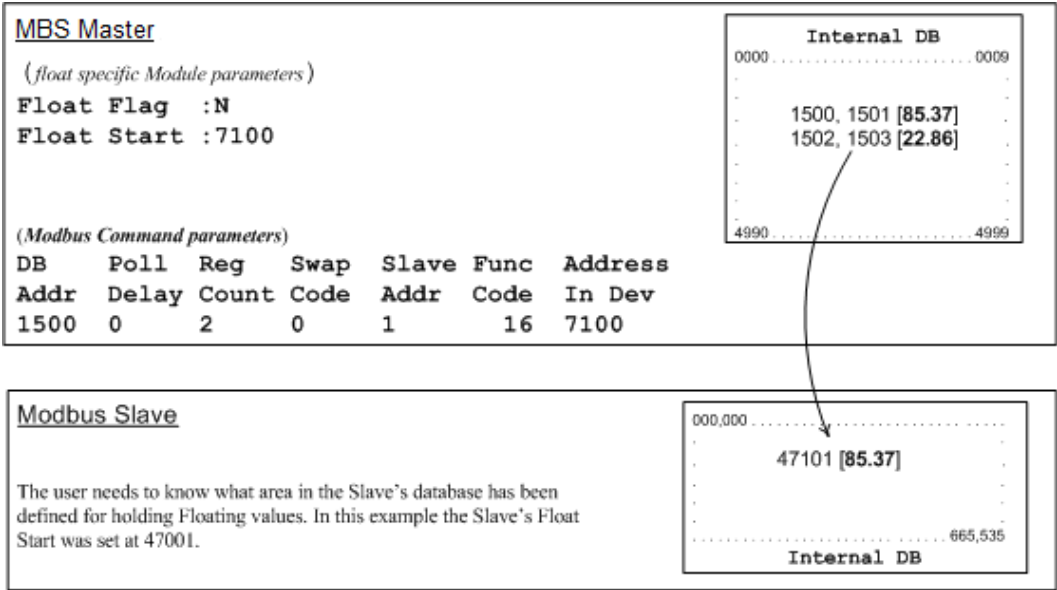 MBS Master
(float specific Module parameters)
Float Flag :N
Float Start :7100
Internal DB
0000 . . . . . . . . . . . . . . . . . . . . . . . . 0009
1500, 1501 [85.37]
1502, 1503 [22.86]
4990 . . . . . . . . . . . . . . . . . . . . . . . . 4999
(Modbus Command parameters)
DB Poll Reg Swap Slave Func Address
Addr Delay Count Code Addr Code In Dev
1500 0 2 0 1 16 7100
Modbus Slave
The user needs to know what area in the Slave's database has been
defined for holding Floating values. In this example the Slave's Float
Start was set at 47001.
000,000 . . . . . . . . . . . . . . . . . . . . . . . .
47101 [85.37]
. . . . . . . . . . . . . . . . . . . . . . . . 665,535
Internal DB